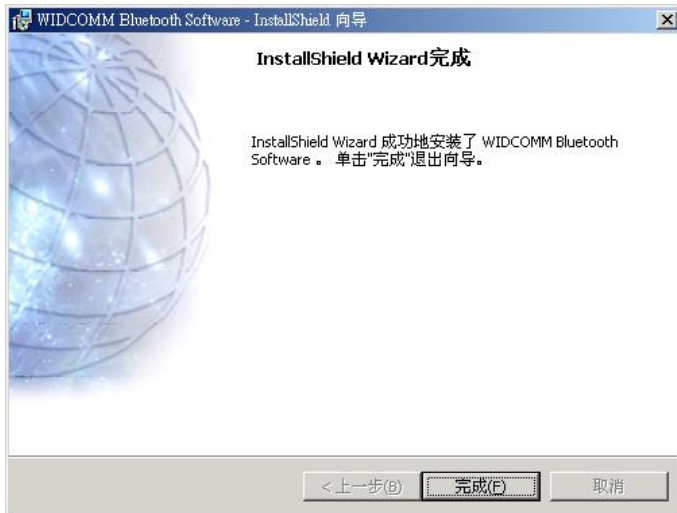 WIDCOMM Bluetooth Software - InstallShield 向导
InstallShield Wizard完成
InstallShield Wizard 成功地安装了 WIDCOMM Bluetooth
Software 。 单击"完成"退出向导。
<上一步(B) 完成(F) 取消